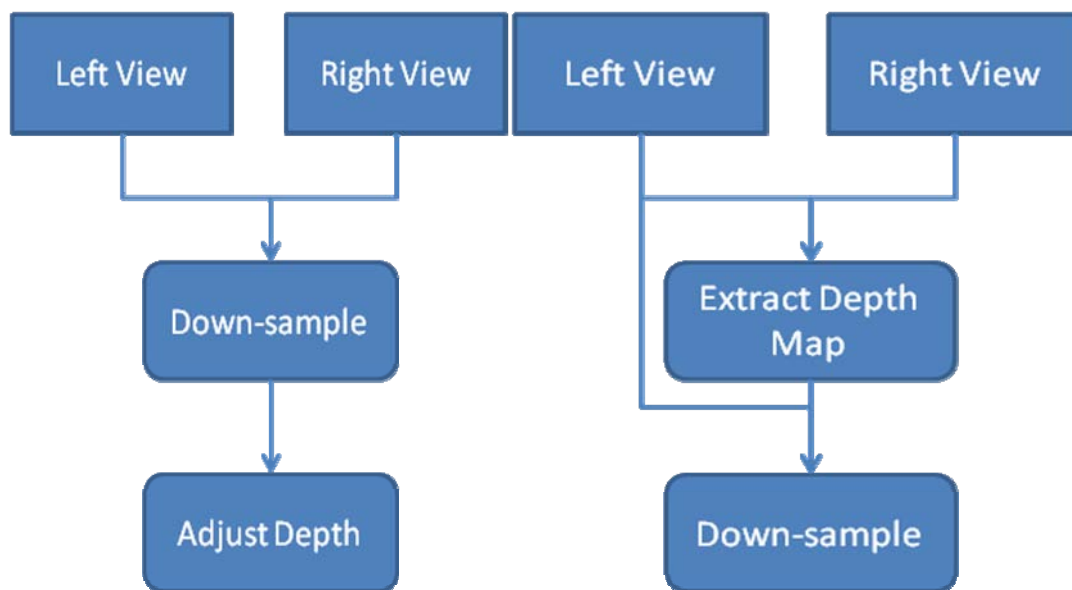 Left View
Right View
Left View
Right View
Down-sample
Extract Depth
Map
Adjust Depth
Down-sample